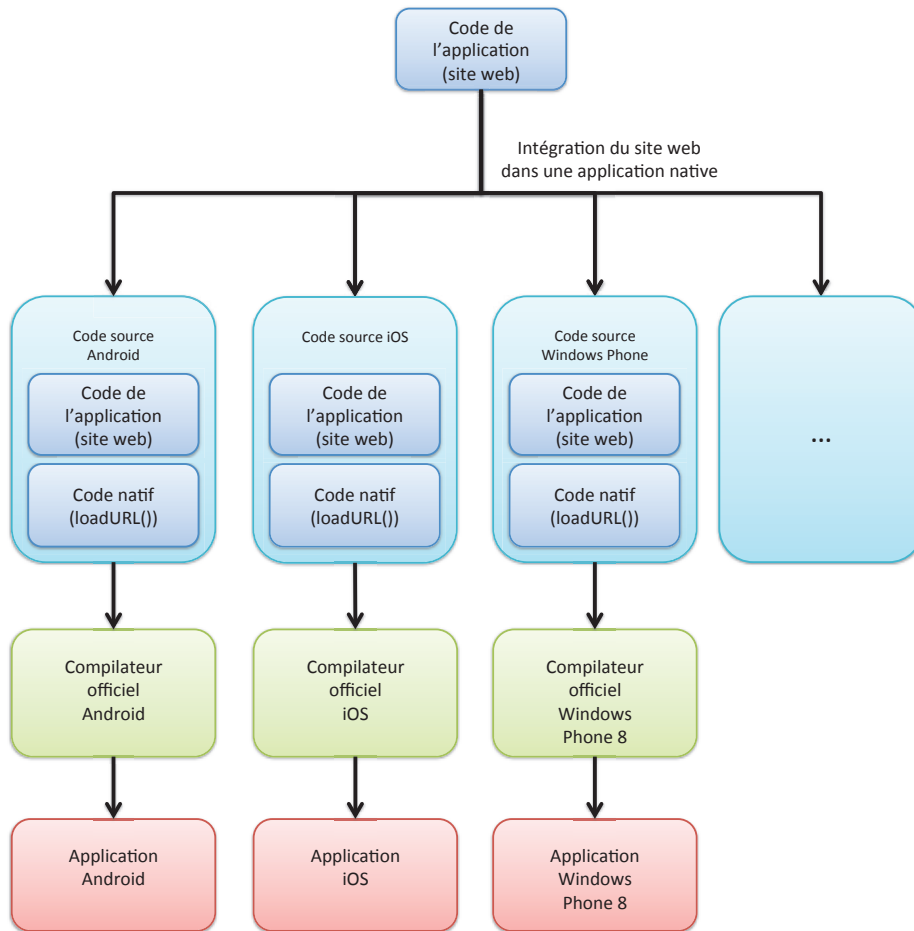 Code de
l’application
(site web)
Intégration du site web
dans une application native
Code source
Android
Code de
l’application
(site web)
Code natif
(loadURL())
Code source iOS
Code de
l’application
(site web)
Code natif
(loadURL())
Code source
Windows Phone
Code de
l’application
(site web)
Code natif
(loadURL())
...
Compilateur
officiel
Android
Compilateur
officiel
iOS
Compilateur
officiel
Windows
Phone 8
Application
Android
Application
iOS
Application
Windows
Phone 8